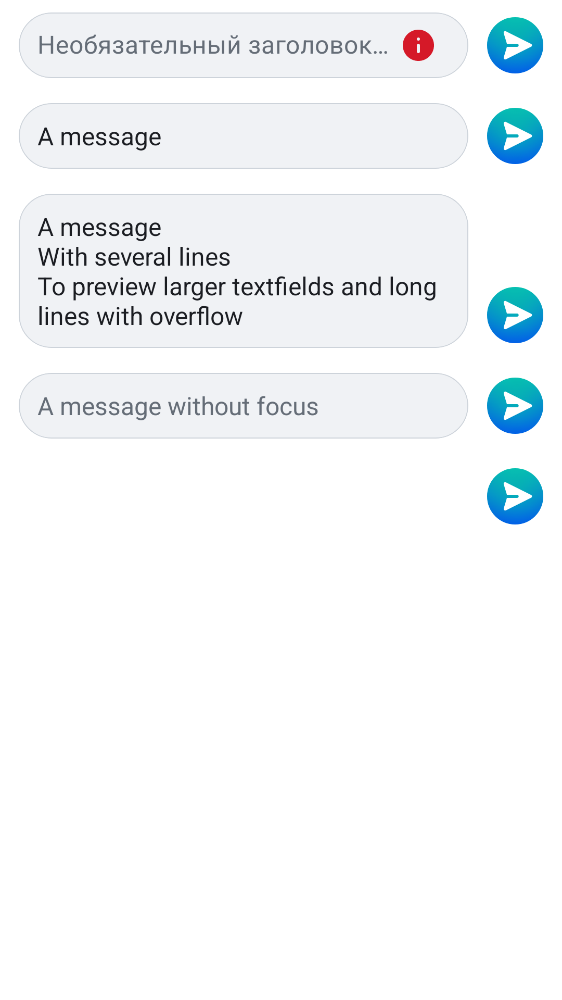 Необязательный заголовок…
A message
A message
With several lines
To preview larger textfields and long
lines with overflow
A message without focus